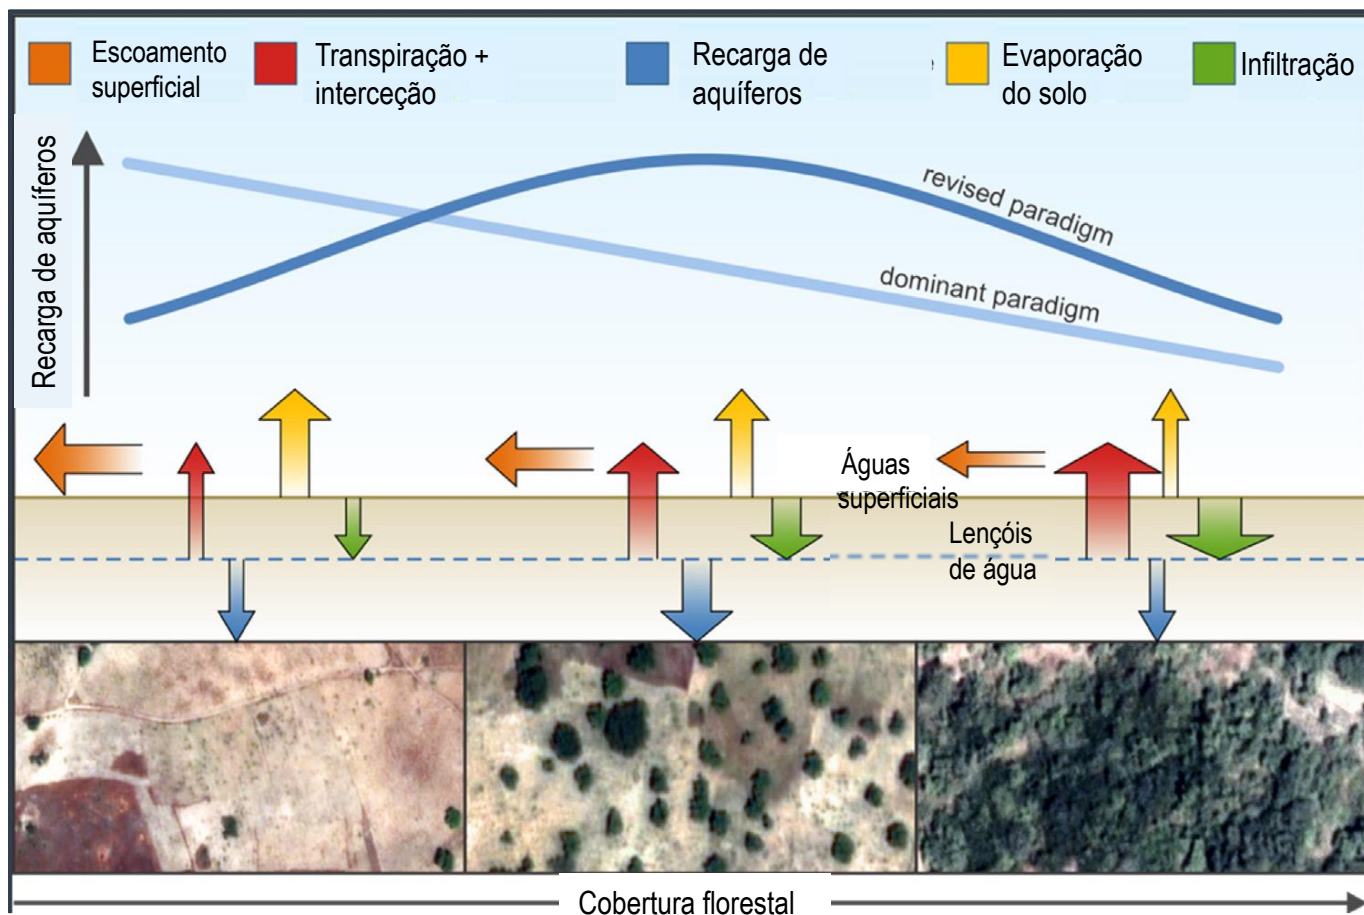 Escoamento
superficial
Transpiração +
interceção
Recarga de
aquíferos
Evaporação
do solo
Infiltração
Recarga de aquíferos
revised paradigm
dominant paradigm
Águas
superficiais
Lençóis
de água
Cobertura florestal